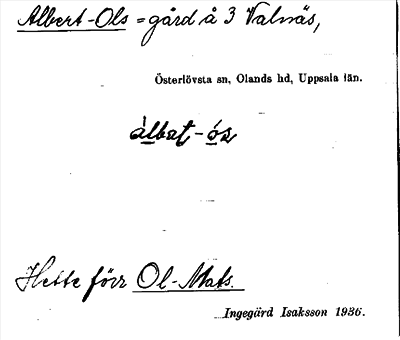 Albert-Ols = gård å 3 Valnäs,
Österlövsta sn, Olands hd, Uppsala län.
àlbat-ós
Hette förr Ol-Mats.
Ingegärd Isaksson 1936.